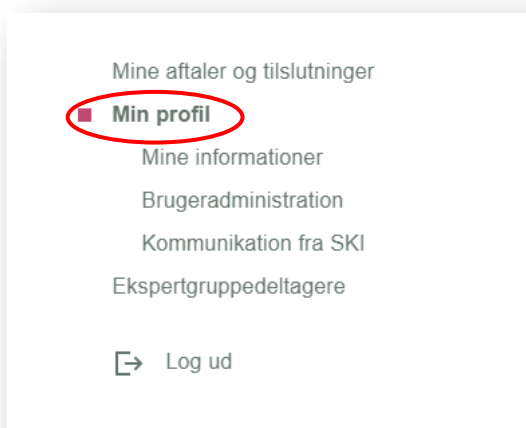 Mine aftaler og tilslutninger
Min profil
Mine informationer
Brugeradministration
Kommunikation fra SKI
Ekspertgruppedeltagere
Log ud